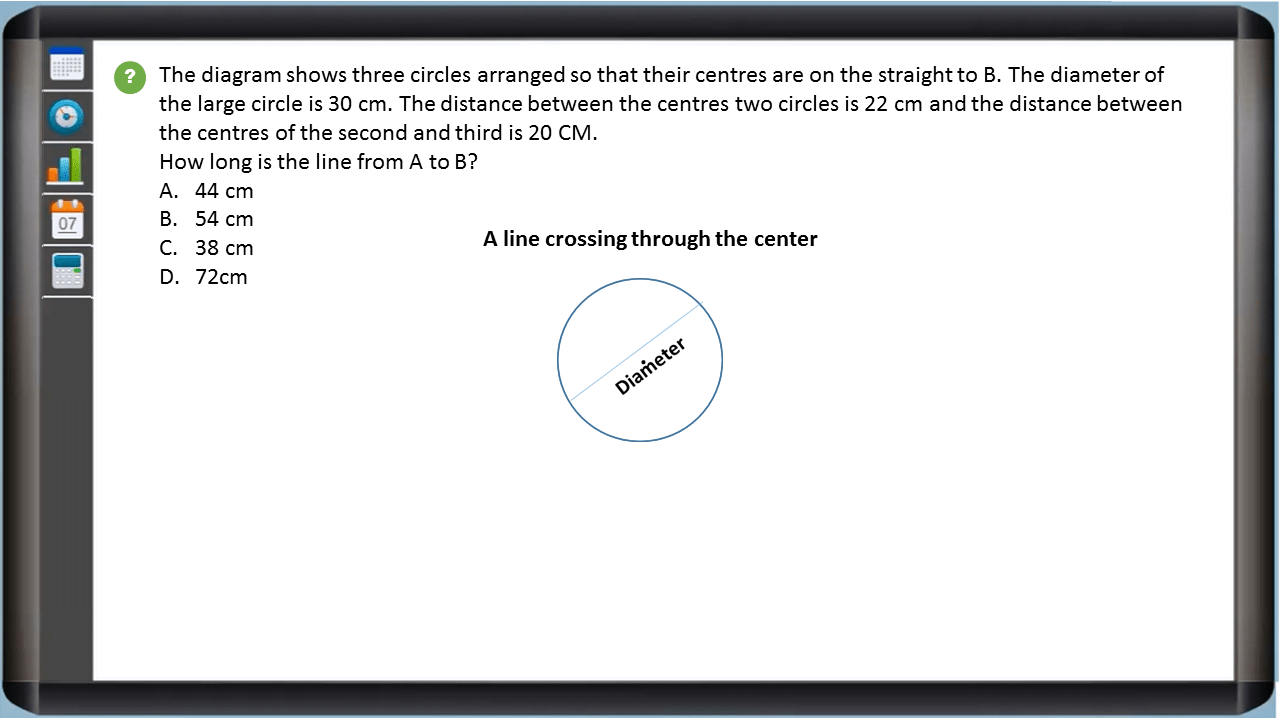 ?
The diagram shows three circles arranged so that their centres are on the straight to B. The diameter of
the large circle is 30 cm. The distance between the centres two circles is 22 cm and the distance between
the centres of the second and third is 20 CM.
How long is the line from A to B?
A. 44 cm
B. 54 cm
C. 38 cm
D. 72cm
07
A line crossing through the center
Diameter